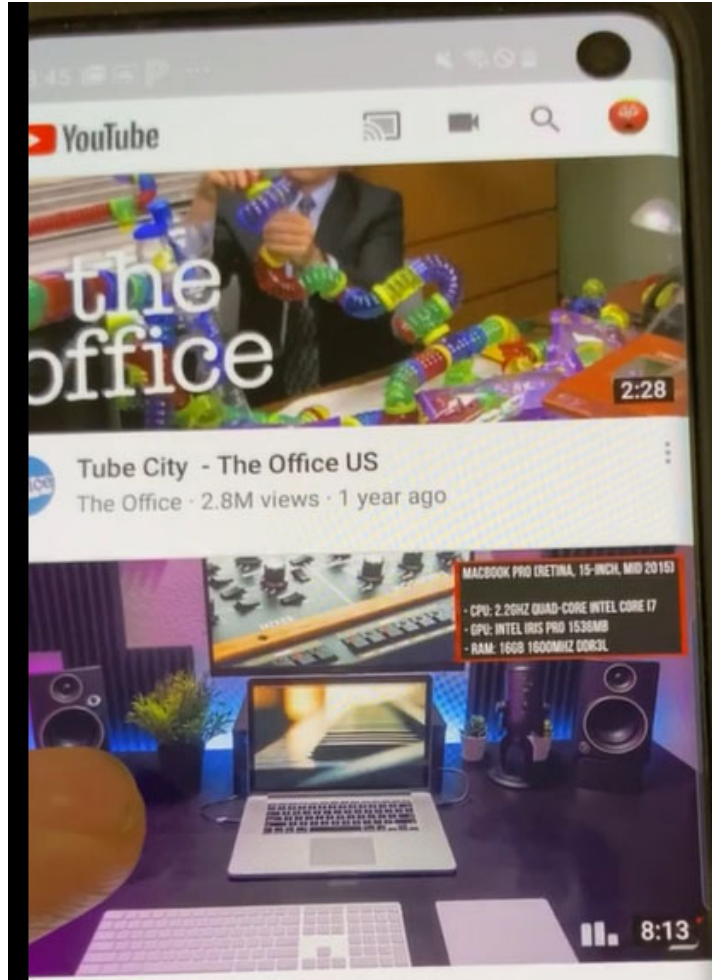 :45
YouTube
the
office
2:28
Tube City - The Office US
The Office · 2.8M views · 1 year ago
MACBOOK PRO (RETINA, 15-INCH, MID 2015)
- CPU: 2.2GHZ QUAD-CORE INTEL CORE I7
- GPU: INTEL IRIS PRO 1536MB
- RAM: 16GB 1600MHZ DDR3L
8:13